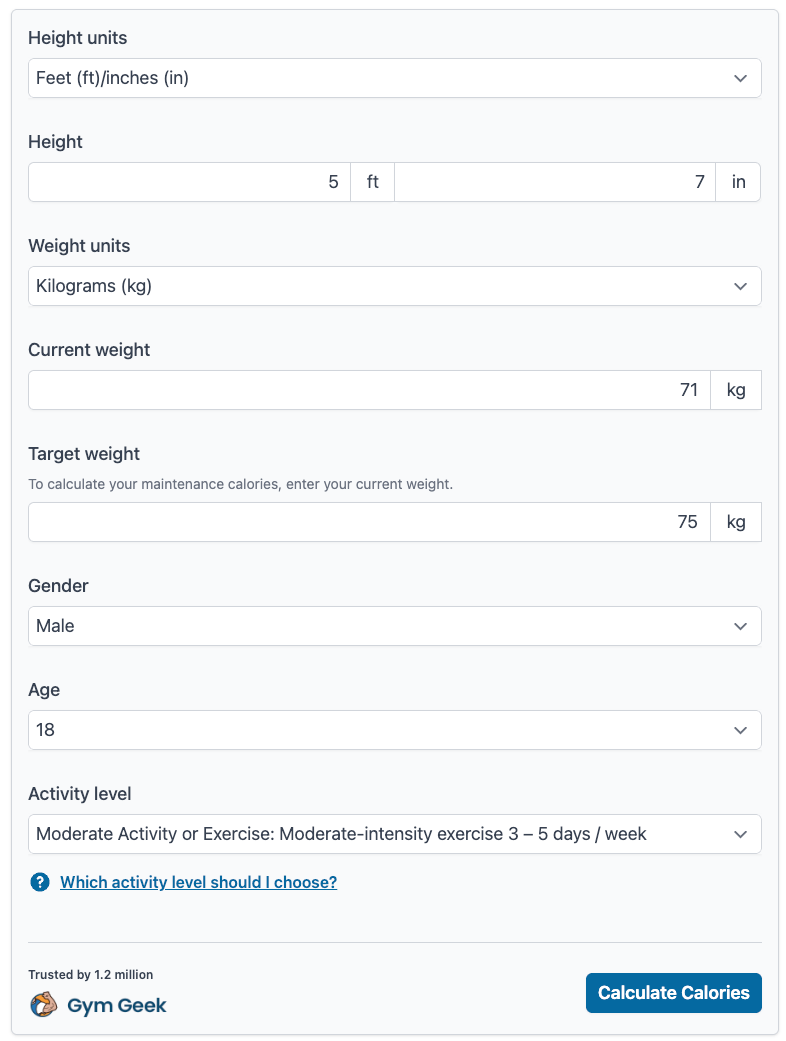 Height units
Feet (ft)/inches (in)
Height
5 ft 7 in
Weight units
Kilograms (kg)
Current weight
71 kg
Target weight
To calculate your maintenance calories, enter your current weight.
75 kg
Gender
Male
Age
18
Activity level
Moderate Activity or Exercise: Moderate-intensity exercise 3 – 5 days / week
? Which activity level should I choose?
Trusted by 1.2 million
Gym Geek
Calculate Calories